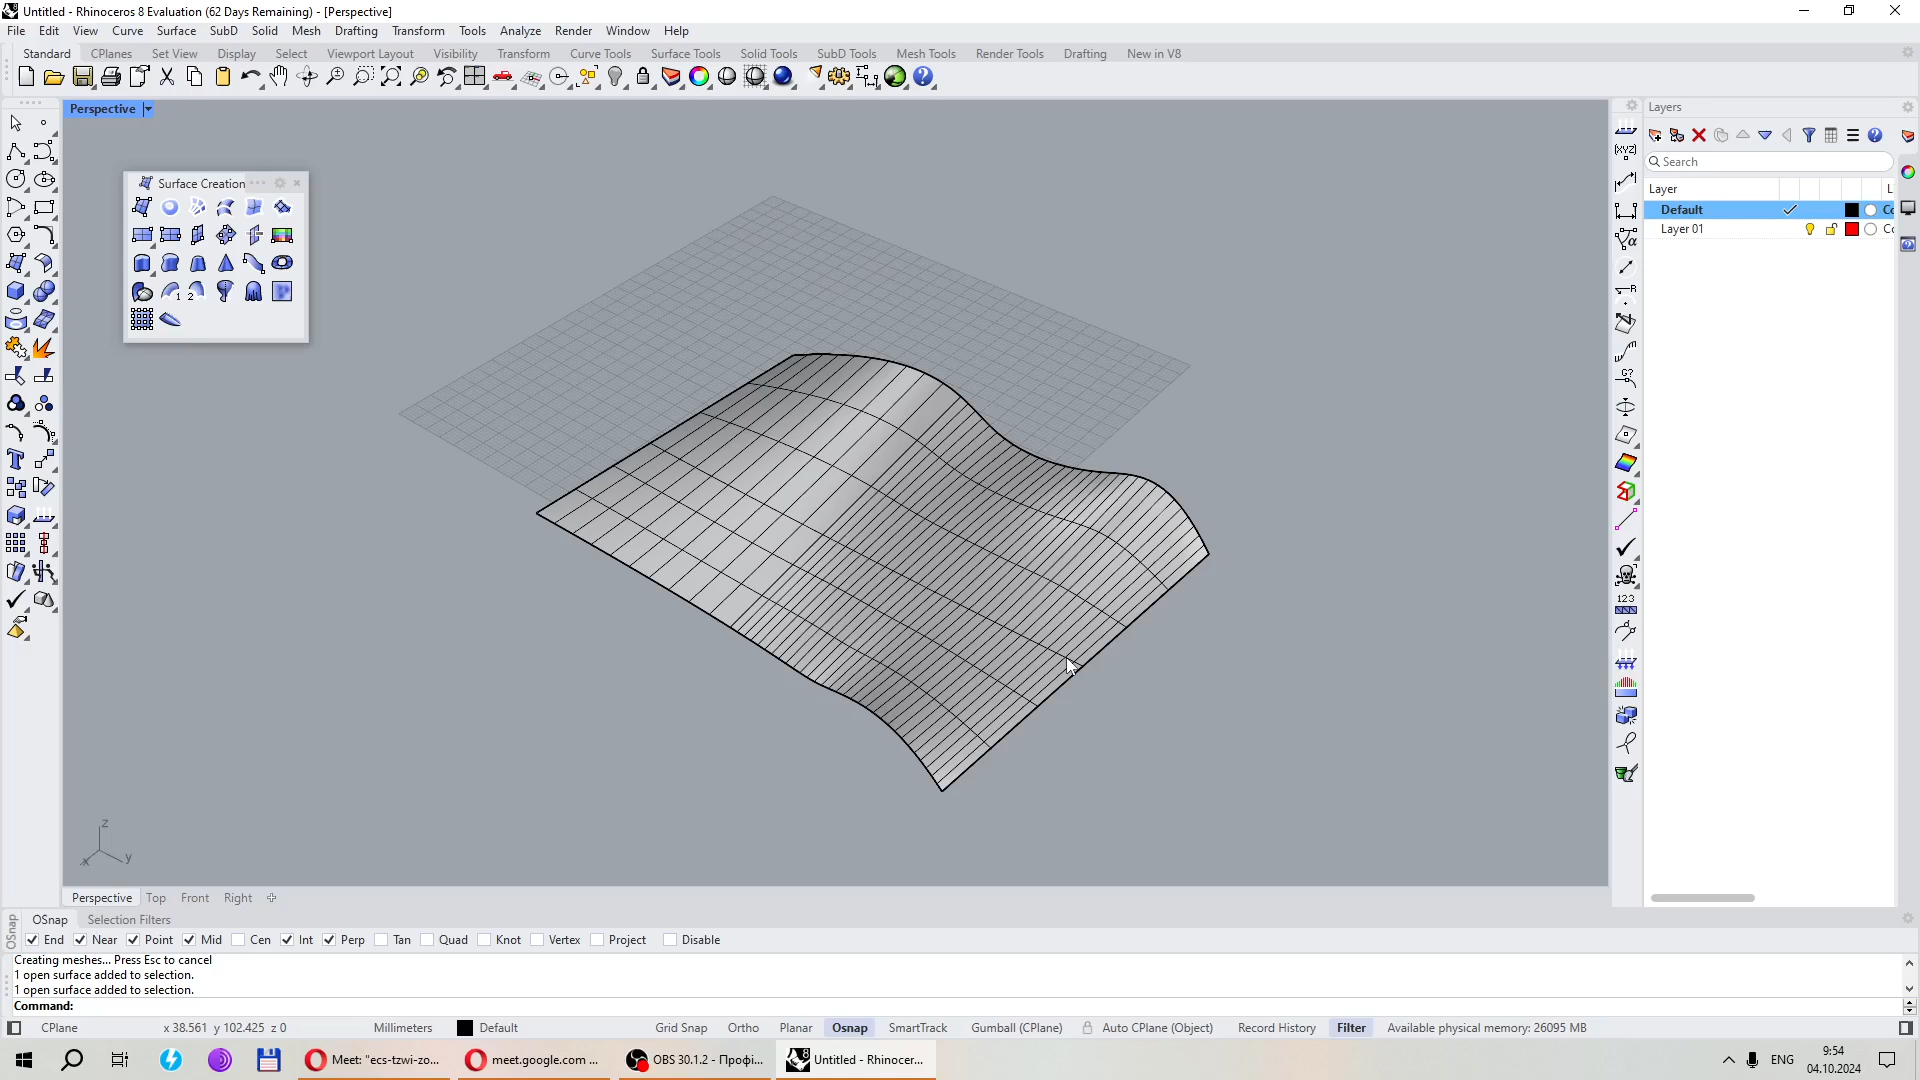 Untitled - Rhinoceros 8 Evaluation (62 Days Remaining) - [Perspective]
File Edit View Curve Surface SubD Solid Mesh Drafting Transform Tools Analyze Render Window Help
Standard CPlanes Set View Display Select Viewport Layout Visibility Transform Curve Tools Surface Tools Solid Tools SubD Tools Mesh Tools Render Tools Drafting New in V8
Perspective
Surface Creation
1 2
z
x y
Perspective Top Front Right
Layers
Search
Layer L
Default Co
Layer 01 Co
(XYZ)
R
G?
123
OSnap
OSnap Selection Filters
End Near Point Mid Cen Int Perp Tan Quad Knot Vertex Project Disable
Creating meshes... Press Esc to cancel
1 open surface added to selection.
1 open surface added to selection.
Command:
CPlane x 38.561 y 102.425 z 0 Millimeters Default Grid Snap Ortho Planar Osnap SmartTrack Gumball (CPlane) Auto CPlane (Object) Record History Filter Available physical memory: 26095 MB
Meet: "ecs-tzwi-zo... meet.google.com ... OBS 30.1.2 - Профі... Untitled - Rhinocer... ENG 9:54
04.10.2024